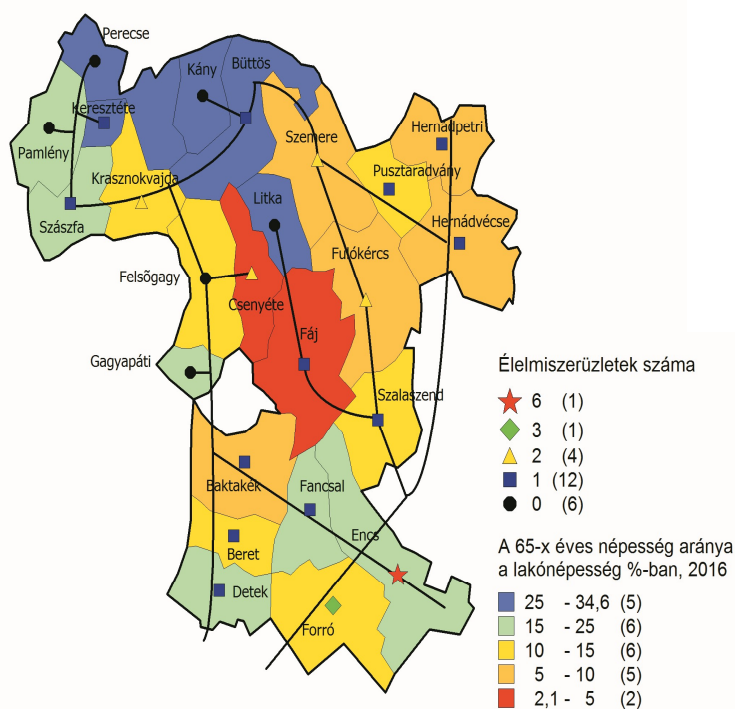 Perecse
Kány
Büttös
Keresztéte
Szemere
Hernádpetri
Pamlény
Krasznokvajda
Pusztaradvány
Litka
Szászfa
Hernádvécse
Fulókércs
Felsőgagy
Csenyéte
Fáj
Gagyapáti
Szalaszend
Baktakék
Fancsal
Encs
Beret
Detek
Forró
Élelmiszerüzletek száma
6 (1)
3 (1)
2 (4)
1 (12)
0 (6)
A 65-x éves népesség aránya
a lakónépesség %-ban, 2016
25 - 34,6 (5)
15 - 25 (6)
10 - 15 (6)
5 - 10 (5)
2,1 - 5 (2)